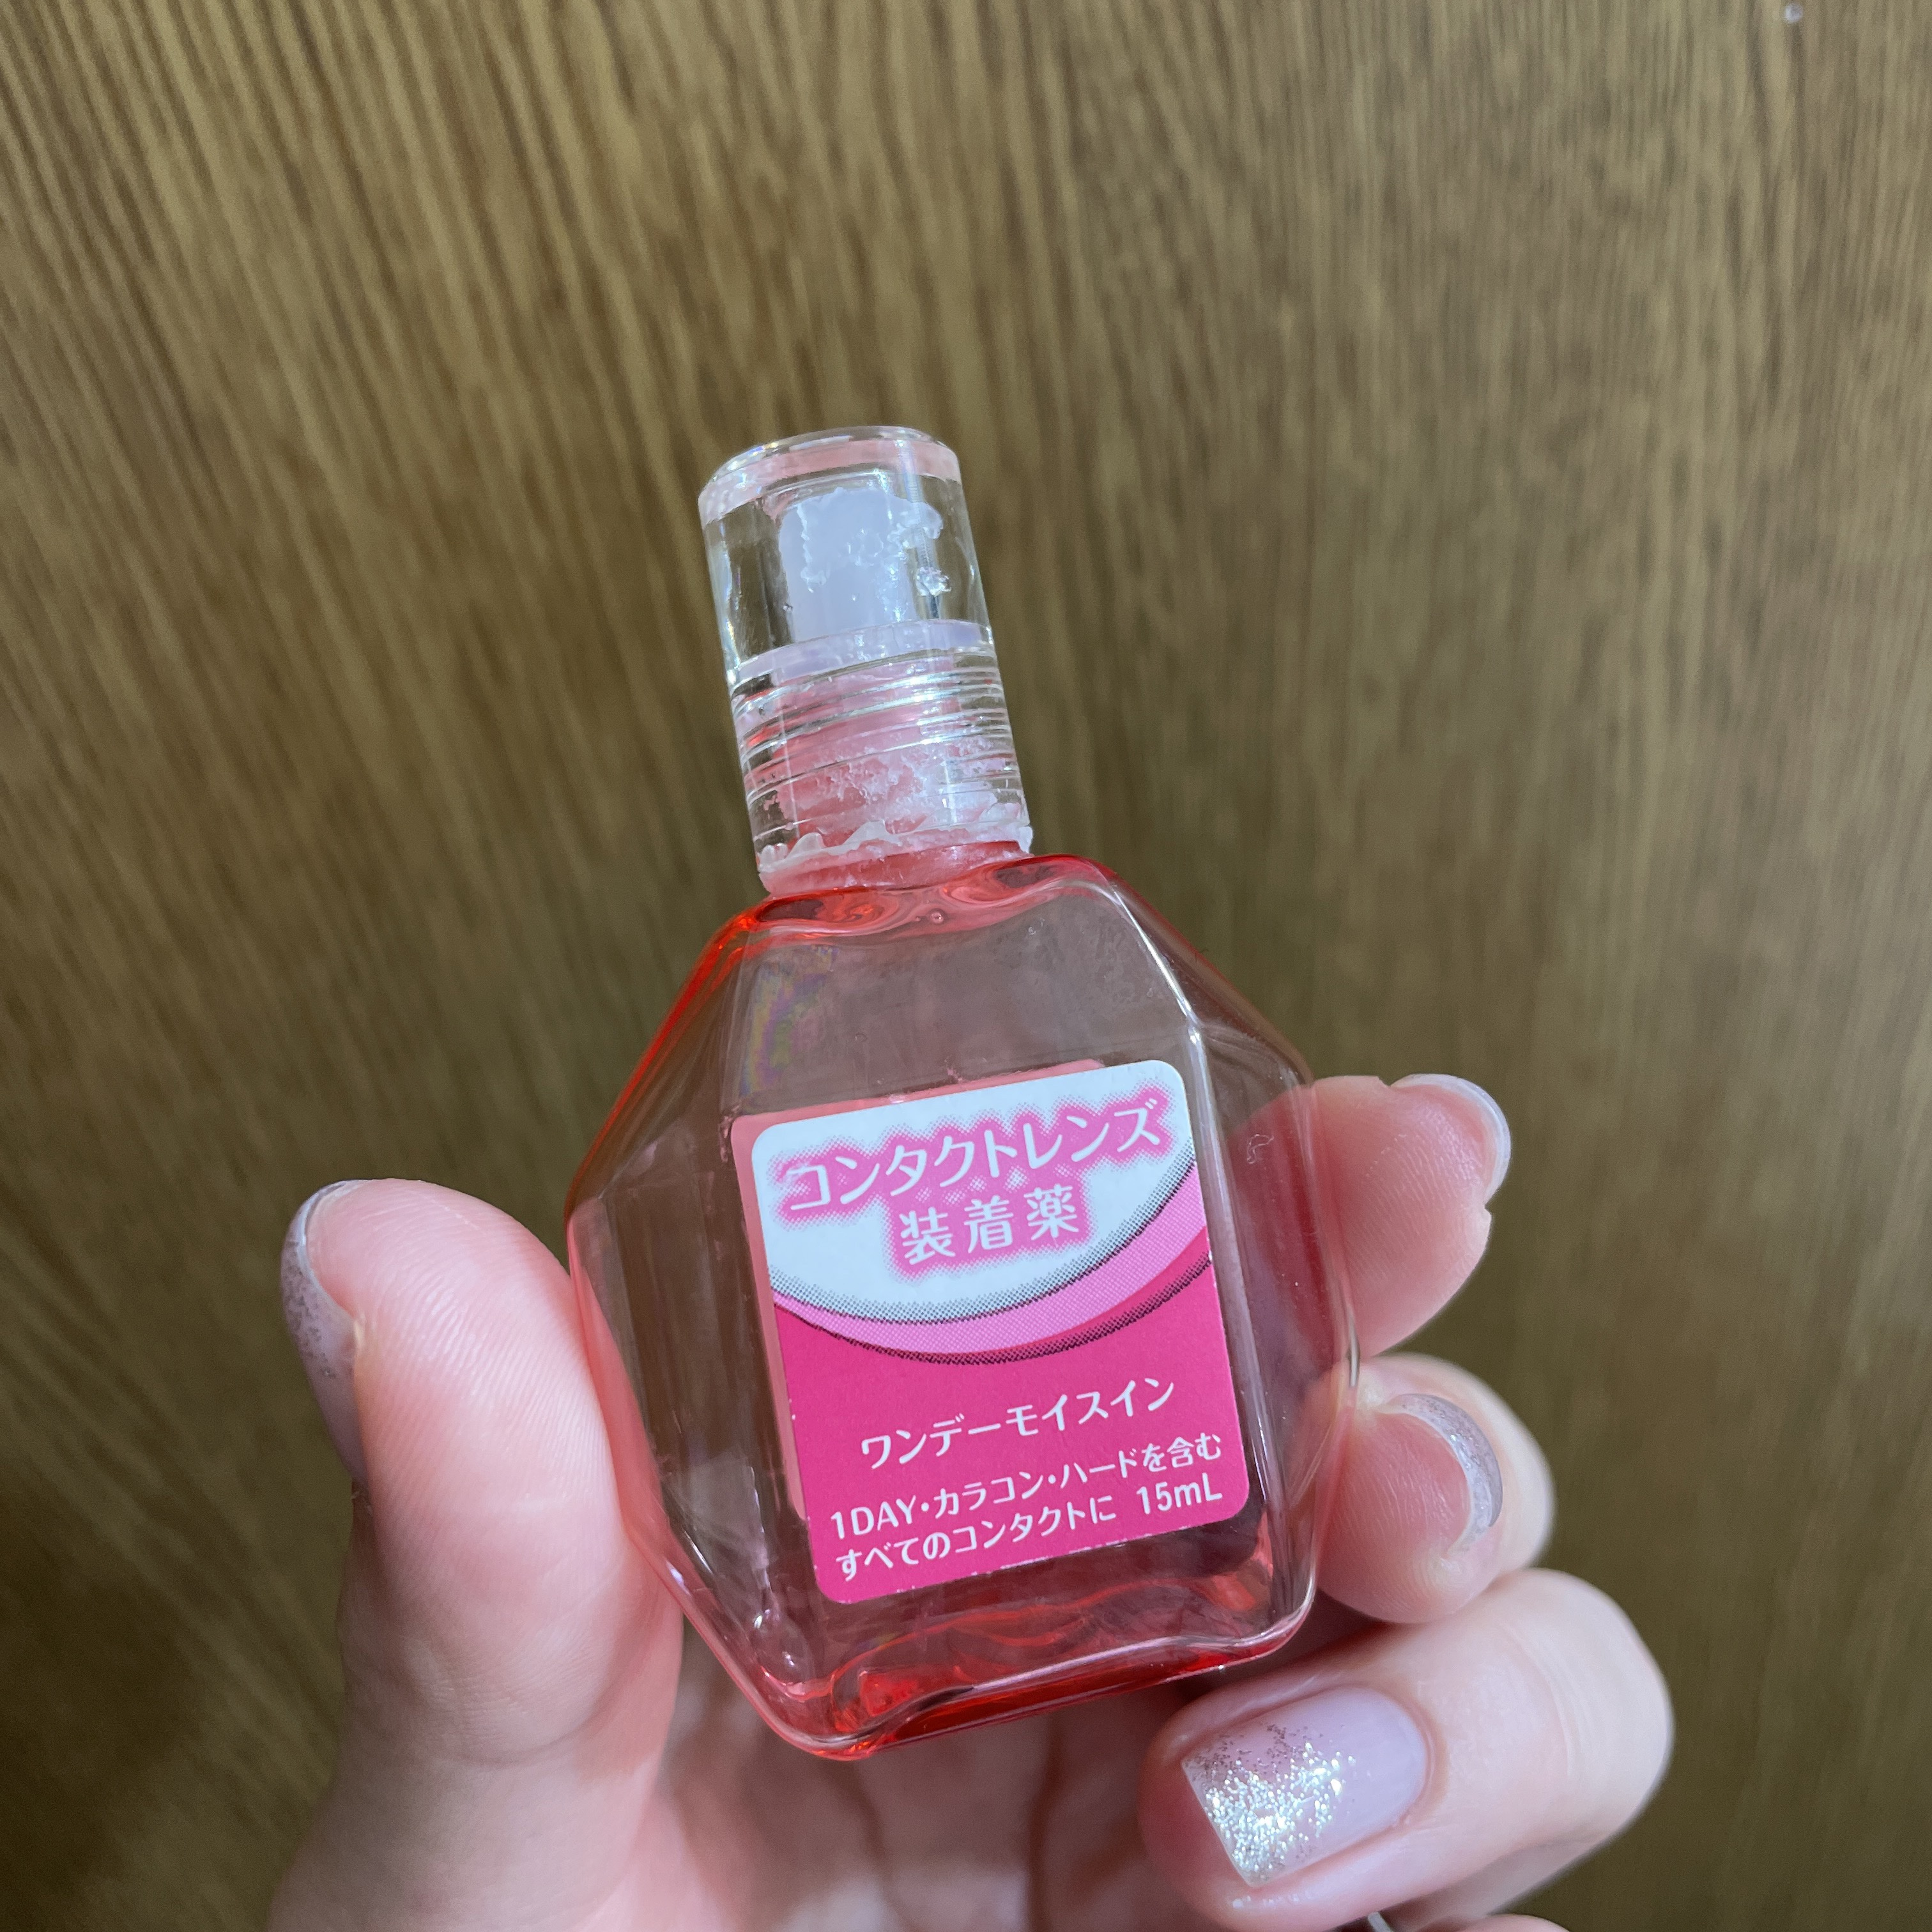 コンタクトレンズ
装着薬
ワンデーモイスイン
1DAY・カラコン・ハードを含む
すべてのコンタクトに 15mL